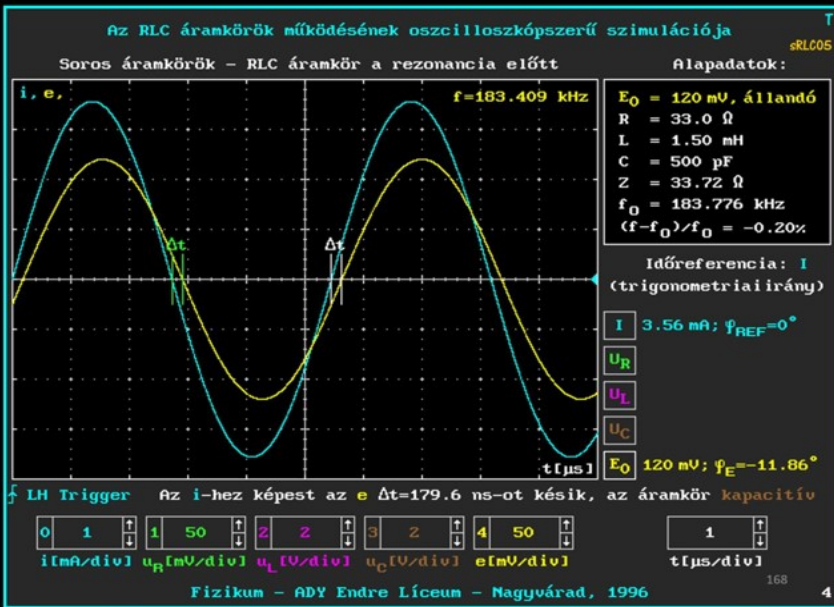 T
Az RLC áramkörök működésének oszcilloszkópszerű szimulációja
sRLC05
Soros áramkörök – RLC áramkör a rezonancia előtt
Alapadatok:
i, e,
f=183.409 kHz
E₀ = 120 mV, állandó
R = 33.0 Ω
L = 1.50 mH
C = 500 pF
Z = 33.72 Ω
f₀ = 183.776 kHz
(f-f₀)/f₀ = -0.20%
Δt
Δt
Időreferencia: I
(trigonometriai irány)
I 3.56 mA; φREF=0°
UR
UL
UC
E₀ 120 mV; φE=-11.86°
t[µs]
LH Trigger Az i-hez képest az e Δt=179.6 ns-ot késik, az áramkör kapacitív
0 1 ↑↓ 1 50 ↑↓ 2 2 ↑↓ 3 2 ↑↓ 4 50 ↑↓ 1 ↑↓
i[mA/div] uR[mV/div] uL[V/div] uC[V/div] e[mV/div] t[µs/div]
168
Fizikum – ADY Endre Líceum – Nagyvárad, 1996
4